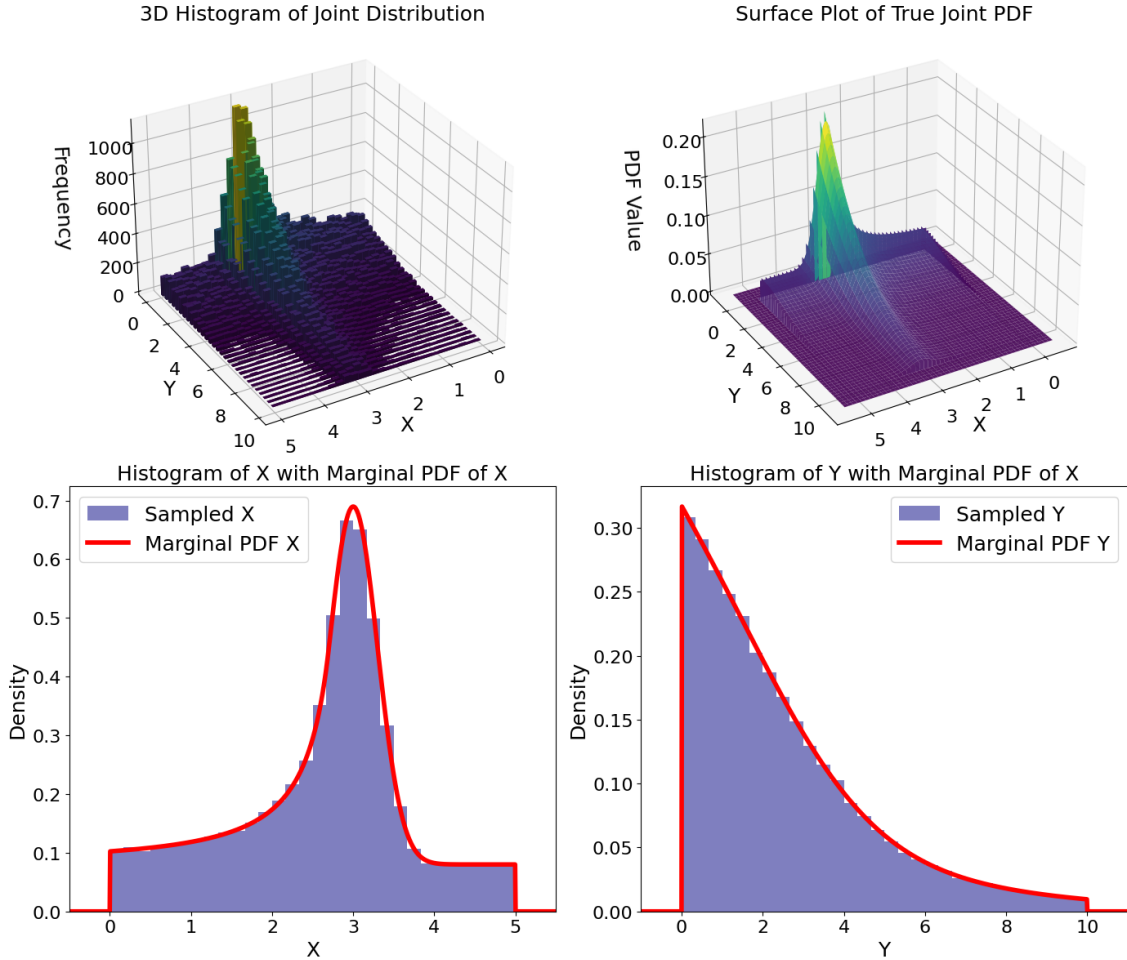 3D Histogram of Joint Distribution
Frequency
1000
800
600
400
200
0
0
2
4
6
8
10
Y
5
4
3
2
1
0
X
Surface Plot of True Joint PDF
PDF Value
0.20
0.15
0.10
0.05
0.00
0
2
4
6
8
10
Y
5
4
3
2
1
0
X
Histogram of X with Marginal PDF of X
Sampled X
Marginal PDF X
Density
0.7
0.6
0.5
0.4
0.3
0.2
0.1
0.0
0 1 2 3 4 5
X
Histogram of Y with Marginal PDF of X
Sampled Y
Marginal PDF Y
Density
0.30
0.25
0.20
0.15
0.10
0.05
0.00
0 2 4 6 8 10
Y